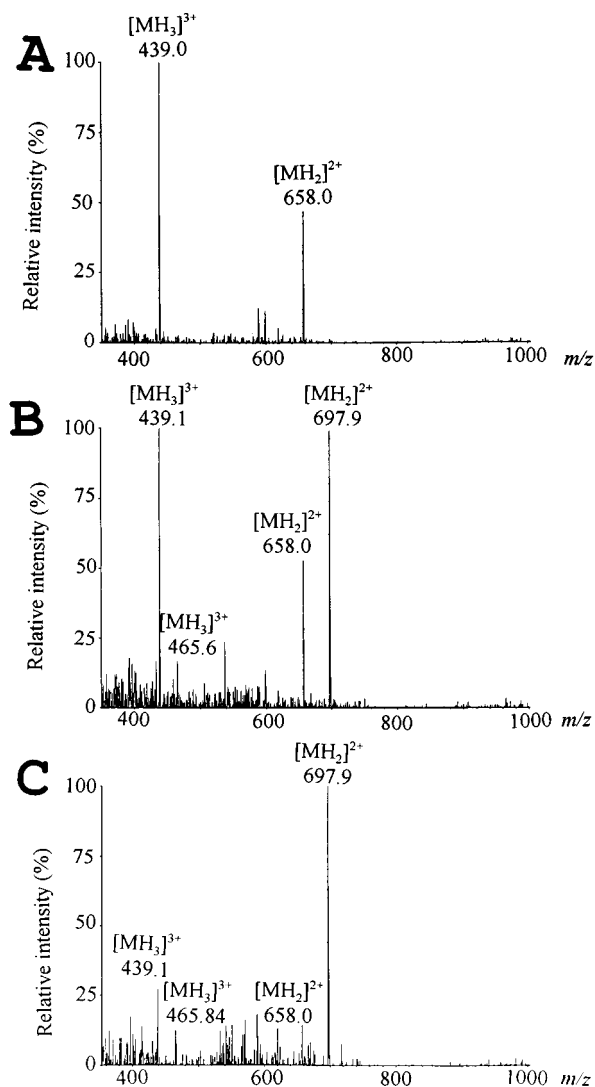 A
[MH₃]³⁺
439.0
100
75
[MH₂]²⁺
50
658.0
25
0
Relative intensity (%)
400 600 800 1000 m/z
B
[MH₃]³⁺ [MH₂]²⁺
439.1 697.9
100
75
[MH₂]²⁺
658.0
50
[MH₃]³⁺
465.6
25
0
Relative intensity (%)
400 600 800 1000 m/z
C
[MH₂]²⁺
697.9
100
75
50
[MH₃]³⁺
439.1
[MH₃]³⁺ [MH₂]²⁺
465.84 658.0
25
0
Relative intensity (%)
400 600 800 1000 m/z